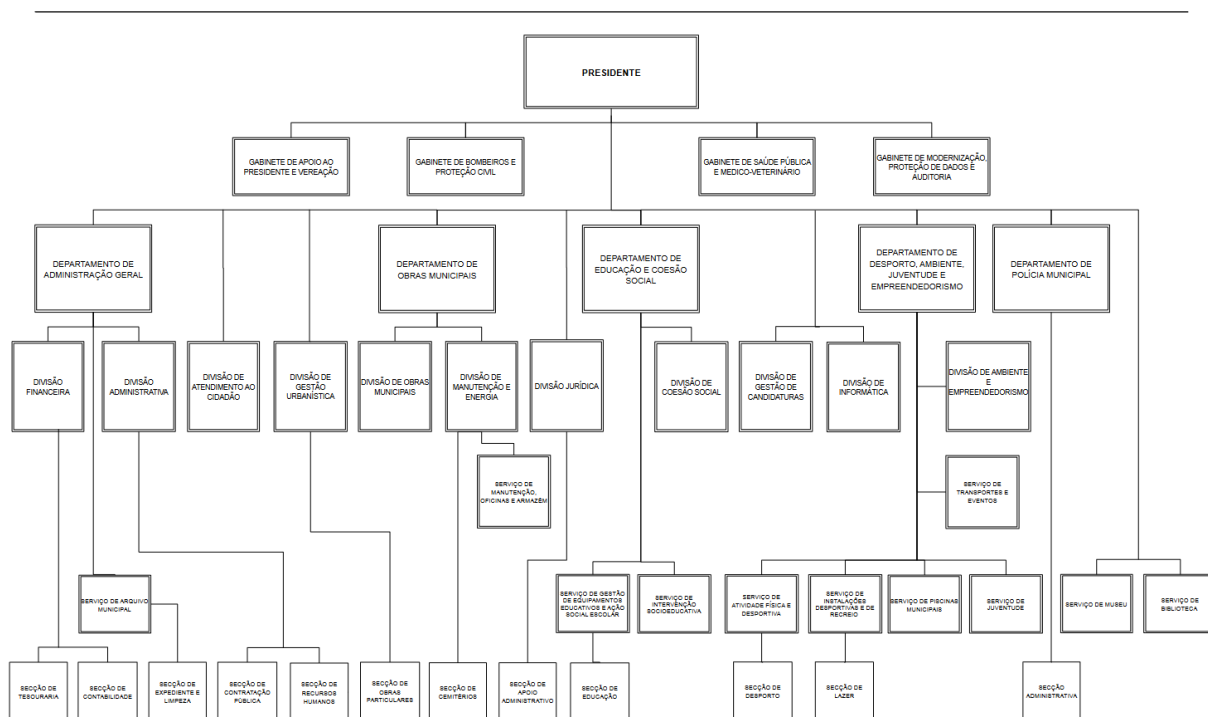 PRESIDENTE
GABINETE DE APOIO AO
PRESIDENTE E VEREAÇÃO
GABINETE DE BOMBEIROS E
PROTEÇÃO CIVIL
GABINETE DE SAÚDE PÚBLICA
E MEDICO-VETERINÁRIO
GABINETE DE MODERNIZAÇÃO,
PROTEÇÃO DE DADOS E
AUDITORIA
DEPARTAMENTO DE
ADMINISTRAÇÃO GERAL
DEPARTAMENTO DE
OBRAS MUNICIPAIS
DEPARTAMENTO DE
EDUCAÇÃO E COESÃO
SOCIAL
DEPARTAMENTO DE
DESPORTO, AMBIENTE,
JUVENTUDE E
EMPREENDEDORISMO
DEPARTAMENTO DE
POLÍCIA MUNICIPAL
DIVISÃO
FINANCEIRA
DIVISÃO
ADMINISTRATIVA
DIVISÃO DE
ATENDIMENTO AO
CIDADÃO
DIVISÃO DE
GESTÃO
URBANÍSTICA
DIVISÃO DE OBRAS
MUNICIPAIS
DIVISÃO DE
MANUTENÇÃO E
ENERGIA
DIVISÃO JURÍDICA
DIVISÃO DE
COESÃO SOCIAL
DIVISÃO DE
GESTÃO DE
CANDIDATURAS
DIVISÃO DE
INFORMÁTICA
DIVISÃO DE AMBIENTE
E
EMPREENDEDORISMO
SERVIÇO DE
MANUTENÇÃO,
OFICINAS E ARMAZÉM
SERVIÇO DE
TRANSPORTES E
EVENTOS
SERVIÇO DE ARQUIVO
MUNICIPAL
SERVIÇO DE GESTÃO
DE EQUIPAMENTOS
EDUCATIVOS E AÇÃO
SOCIAL ESCOLAR
SERVIÇO DE
INTERVENÇÃO
SOCIOEDUCATIVA
SERVIÇO DE
ATIVIDADE FÍSICA E
DESPORTIVA
SERVIÇO DE
INSTALAÇÕES
DESPORTIVAS E DE
RECREIO
SERVIÇO DE PISCINAS
MUNICIPAIS
SERVIÇO DE
JUVENTUDE
SERVIÇO DE MUSEU
SERVIÇO DE
BIBLIOTECA
SECÇÃO DE
TESOURARIA
SECÇÃO DE
CONTABILIDADE
SECÇÃO DE
EXPEDIENTE E
LIMPEZA
SECÇÃO DE
CONTRATAÇÃO
PÚBLICA
SECÇÃO DE
RECURSOS
HUMANOS
SECÇÃO DE
OBRAS
PARTICULARES
SECÇÃO DE
CEMITÉRIOS
SECÇÃO DE
APOIO
ADMINISTRATIVO
SECÇÃO DE
EDUCAÇÃO
SECÇÃO DE
DESPORTO
SECÇÃO DE
LAZER
SECÇÃO
ADMINISTRATIVA